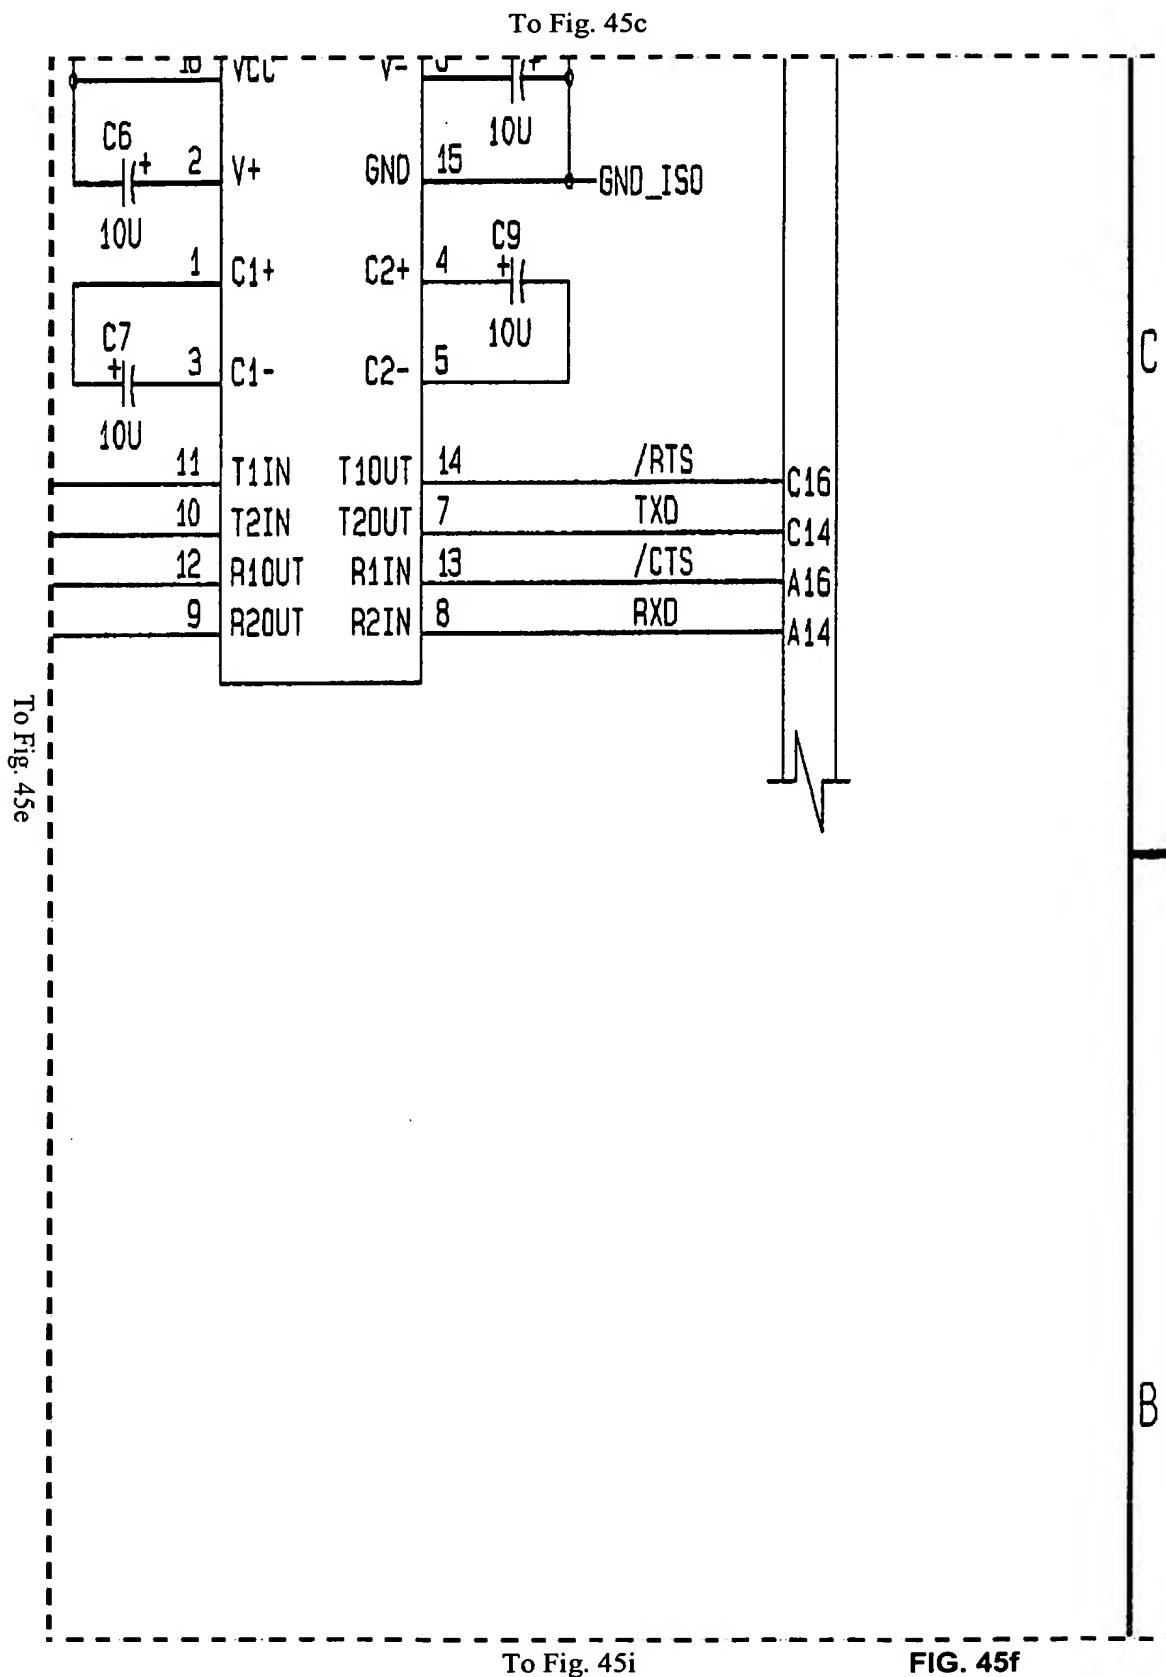 To Fig. 45c
VCC
V-
10U
C6
+
2
V+
GND
15
GND_ISO
10U
1
C1+
C2+
4
C9
+
10U
C7
+
3
C1-
C2-
5
10U
11 T1IN T1OUT 14 /RTS C16
10 T2IN T2OUT 7 TXD C14
12 R1OUT R1IN 13 /CTS A16
9 R2OUT R2IN 8 RXD A14
C
To Fig. 45e
B
To Fig. 45i
FIG. 45f